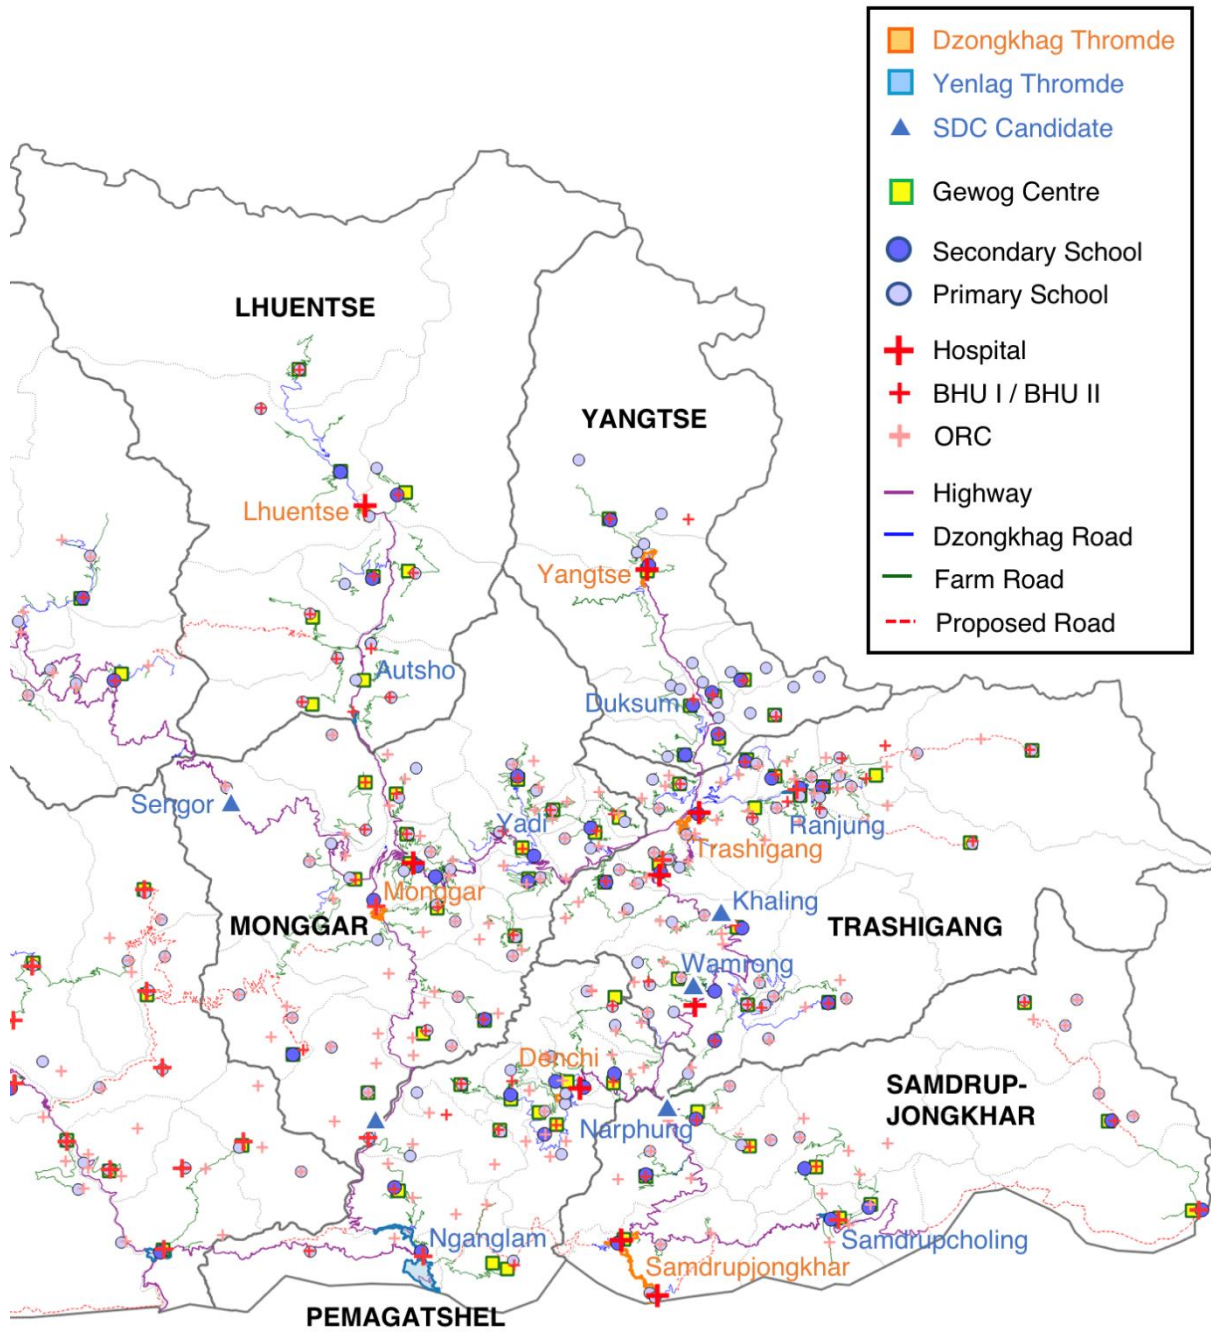 Dzongkhag Thromde
Yenlag Thromde
SDC Candidate
Gewog Centre
Secondary School
Primary School
Hospital
BHU I / BHU II
ORC
Highway
Dzongkhag Road
Farm Road
Proposed Road
LHUENTSE
YANGTSE
Lhuentse
Yangtse
Autsho
Duksum
Sengor
Yadi
Ranjung
Trashigang
Monggar
Khaling
MONGGAR
TRASHIGANG
Wamrong
Denchi
SAMDRUP-
JONGKHAR
Narphung
Nganglam
Samdrupcholing
Samdrupjongkhar
PEMAGATSHEL